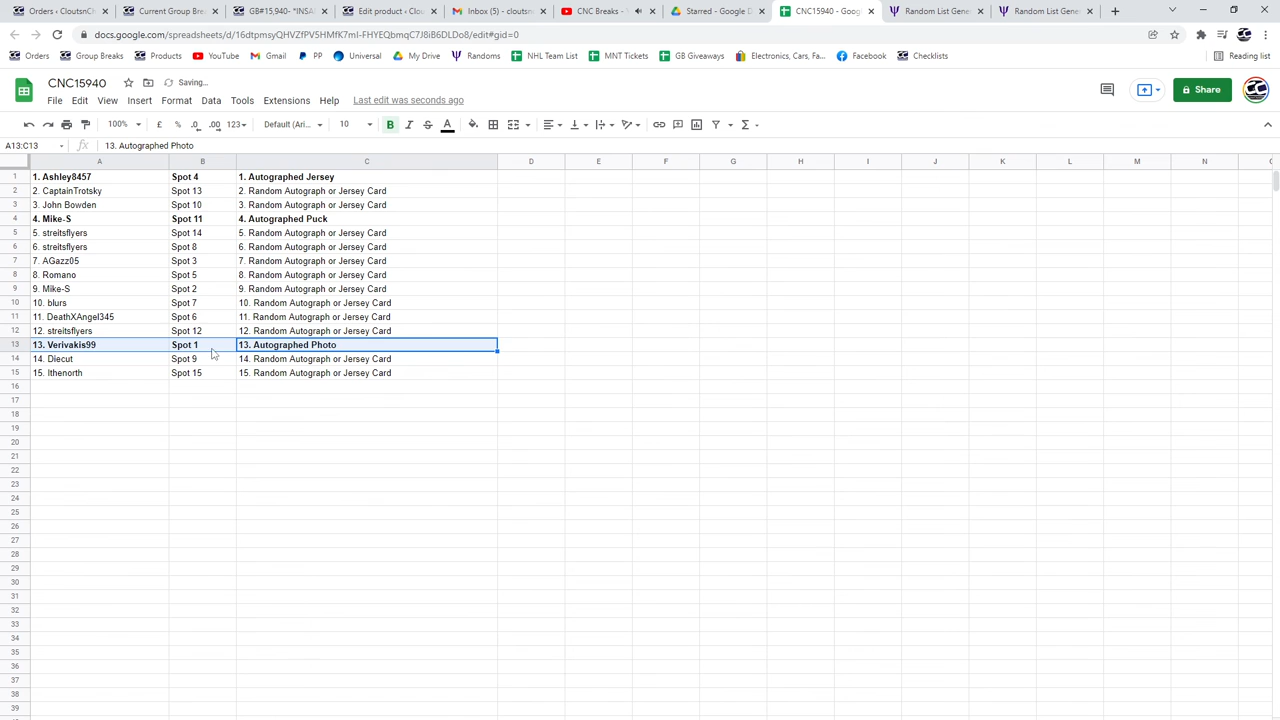 Orders ‹ CloutsnCh
Current Group Break
GB#15,940- "INSA
Edit product ‹ Clou
Inbox (5) - cloutsn
CNC Breaks - 
Starred - Google D
CNC15940 - Goog
Random List Gene
Random List Gene
docs.google.com/spreadsheets/d/
Orders
Group Breaks
Products
YouTube
Gmail
PP
Universal
My Drive
Randoms
NHL Team List
MNT Tickets
GB Giveaways
Electronics, Cars, Fa...
Facebook
Checklists
Reading list
CNC15940
Saving...
File Edit View Insert Format Data Tools Extensions Help Last edit was seconds ago
Share
100% £ % .0 .00 123 Default (Ari... 10 B I S A
A13:C13 fx 13. Autographed Photo
A B C D E F G H I J K L M N
1 1. Ashley8457 Spot 4 1. Autographed Jersey
2 2. CaptainTrotsky Spot 13 2. Random Autograph or Jersey Card
3 3. John Bowden Spot 10 3. Random Autograph or Jersey Card
4 4. Mike-S Spot 11 4. Autographed Puck
5 5. streitsflyers Spot 14 5. Random Autograph or Jersey Card
6 6. streitsflyers Spot 8 6. Random Autograph or Jersey Card
7 7. AGazz05 Spot 3 7. Random Autograph or Jersey Card
8 8. Romano Spot 5 8. Random Autograph or Jersey Card
9 9. Mike-S Spot 2 9. Random Autograph or Jersey Card
10 10. blurs Spot 7 10. Random Autograph or Jersey Card
11 11. DeathXAngel345 Spot 6 11. Random Autograph or Jersey Card
12 12. streitsflyers Spot 12 12. Random Autograph or Jersey Card
13 13. Verivakis99 Spot 1 13. Autographed Photo
14 14. Diecut Spot 9 14. Random Autograph or Jersey Card
15 15. lthenorth Spot 15 15. Random Autograph or Jersey Card
16
17
18
19
20
21
22
23
24
25
26
27
28
29
30
31
32
33
34
35
36
37
38
39